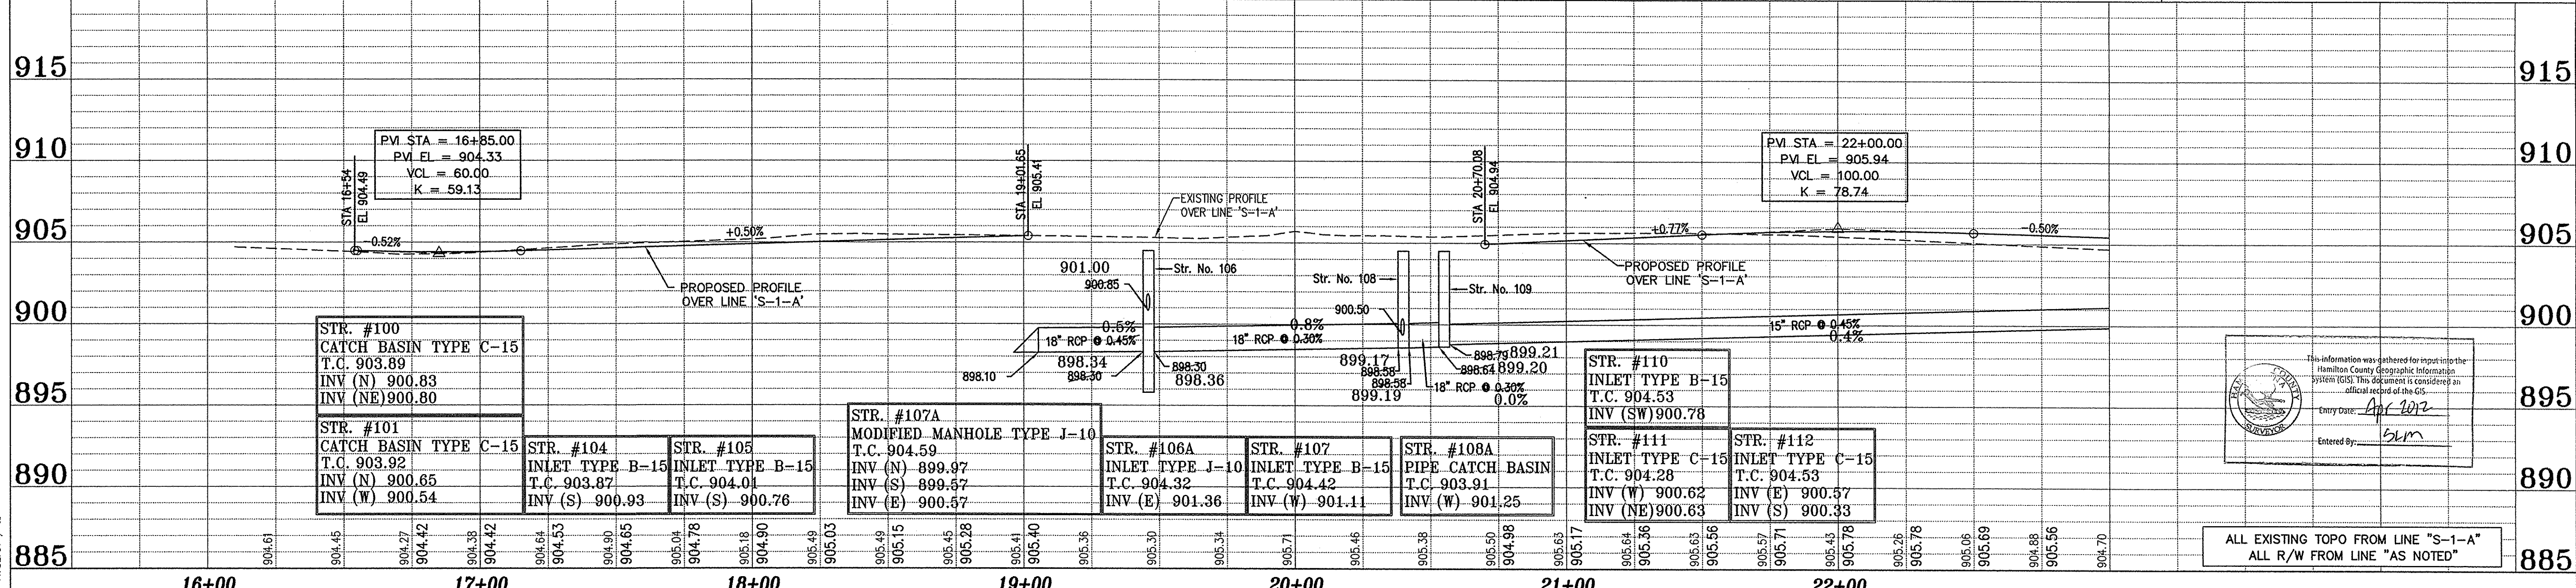 915
915
910
910
905
905
900
900
895
895
890
890
885
885
PVI STA = 16+85.00
PVI EL = 904.33
VCL = 60.00
K = 59.13
STA 16+54
EL 904.49
-0.52%
+0.50%
PROPOSED PROFILE
OVER LINE 'S-1-A'
STA 19+01.65
EL 905.41
EXISTING PROFILE
OVER LINE 'S-1-A'
901.00
900.85
Str. No. 106
Str. No. 108
900.50
Str. No. 109
STA 20+70.08
EL 904.94
PVI STA = 22+00.00
PVI EL = 905.94
VCL = 100.00
K = 78.74
+0.77%
-0.50%
PROPOSED PROFILE
OVER LINE 'S-1-A'
0.5%
18" RCP @ 0.45%
898.34
898.10
898.30
898.30
898.36
0.8%
18" RCP @ 0.30%
899.17
898.58
898.58
899.19
898.79 899.21
898.64 899.20
18" RCP @ 0.30%
0.0%
15" RCP @ 0.45%
0.4%
STR. #100
CATCH BASIN TYPE C-15
T.C. 903.89
INV (N) 900.83
INV (NE) 900.80
STR. #101
CATCH BASIN TYPE C-15
T.C. 903.92
INV (N) 900.65
INV (W) 900.54
STR. #104
INLET TYPE B-15
T.C. 903.87
INV (S) 900.93
STR. #105
INLET TYPE B-15
T.C. 904.01
INV (S) 900.76
STR. #107A
MODIFIED MANHOLE TYPE J-10
T.C. 904.59
INV (N) 899.97
INV (S) 899.57
INV (E) 900.57
STR. #106A
INLET TYPE J-10
T.C. 904.32
INV (E) 901.36
STR. #107
INLET TYPE B-15
T.C. 904.42
INV (W) 901.11
STR. #108A
PIPE CATCH BASIN
T.C. 903.91
INV (W) 901.25
STR. #110
INLET TYPE B-15
T.C. 904.53
INV (SW) 900.78
STR. #111
INLET TYPE C-15
T.C. 904.28
INV (W) 900.62
INV (NE) 900.63
STR. #112
INLET TYPE C-15
T.C. 904.53
INV (E) 900.57
INV (S) 900.33
This information was gathered for input into the
Hamilton County Geographic Information
System (GIS). This document is considered an
official record of the GIS.
Entry Date: Apr 2012
Entered By: SLM
COUNTY
SURVEYOR
ALL EXISTING TOPO FROM LINE "S-1-A"
ALL R/W FROM LINE "AS NOTED"
904.61
904.45
904.27
904.42
904.38
904.42
904.64
904.53
904.90
904.65
905.04
904.78
905.18
904.90
905.49
905.03
905.49
905.15
905.45
905.28
905.41
905.40
905.36
905.30
905.34
905.71
905.46
905.38
905.50
904.98
905.63
905.17
905.64
905.36
905.63
905.56
905.57
905.71
905.43
905.78
905.26
905.78
905.06
905.69
904.88
905.56
904.70
16+00
17+00
18+00
19+00
20+00
21+00
22+00